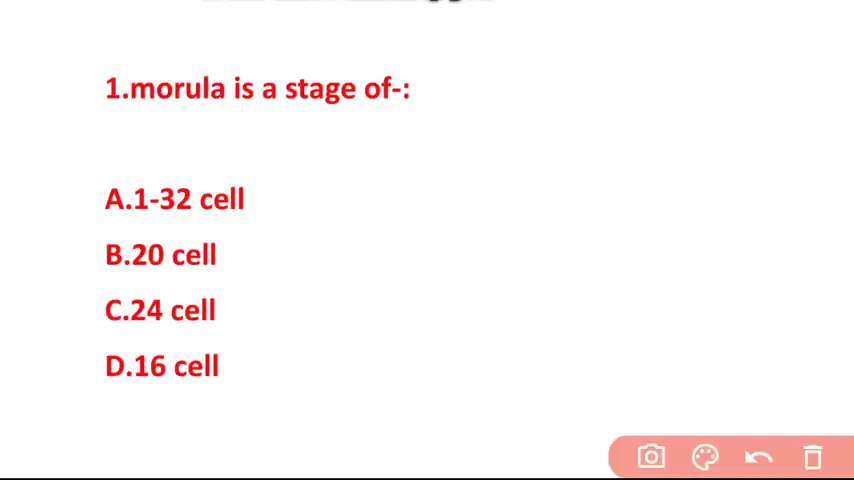 1.morula is a stage of-:
A.1-32 cell
B.20 cell
C.24 cell
D.16 cell